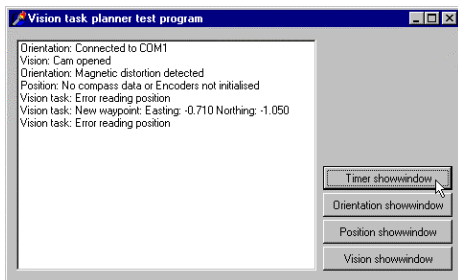 Vision task planner test program
Orientation: Connected to COM1
Vision: Cam opened
Orientation: Magnetic distortion detected
Position: No compass data or Encoders not initialised
Vision task: Error reading position
Vision task: New waypoint: Easting: -0.710 Northing: -1.050
Vision task: Error reading position
Timer showwindow
Orientation showwindow
Position showwindow
Vision showwindow